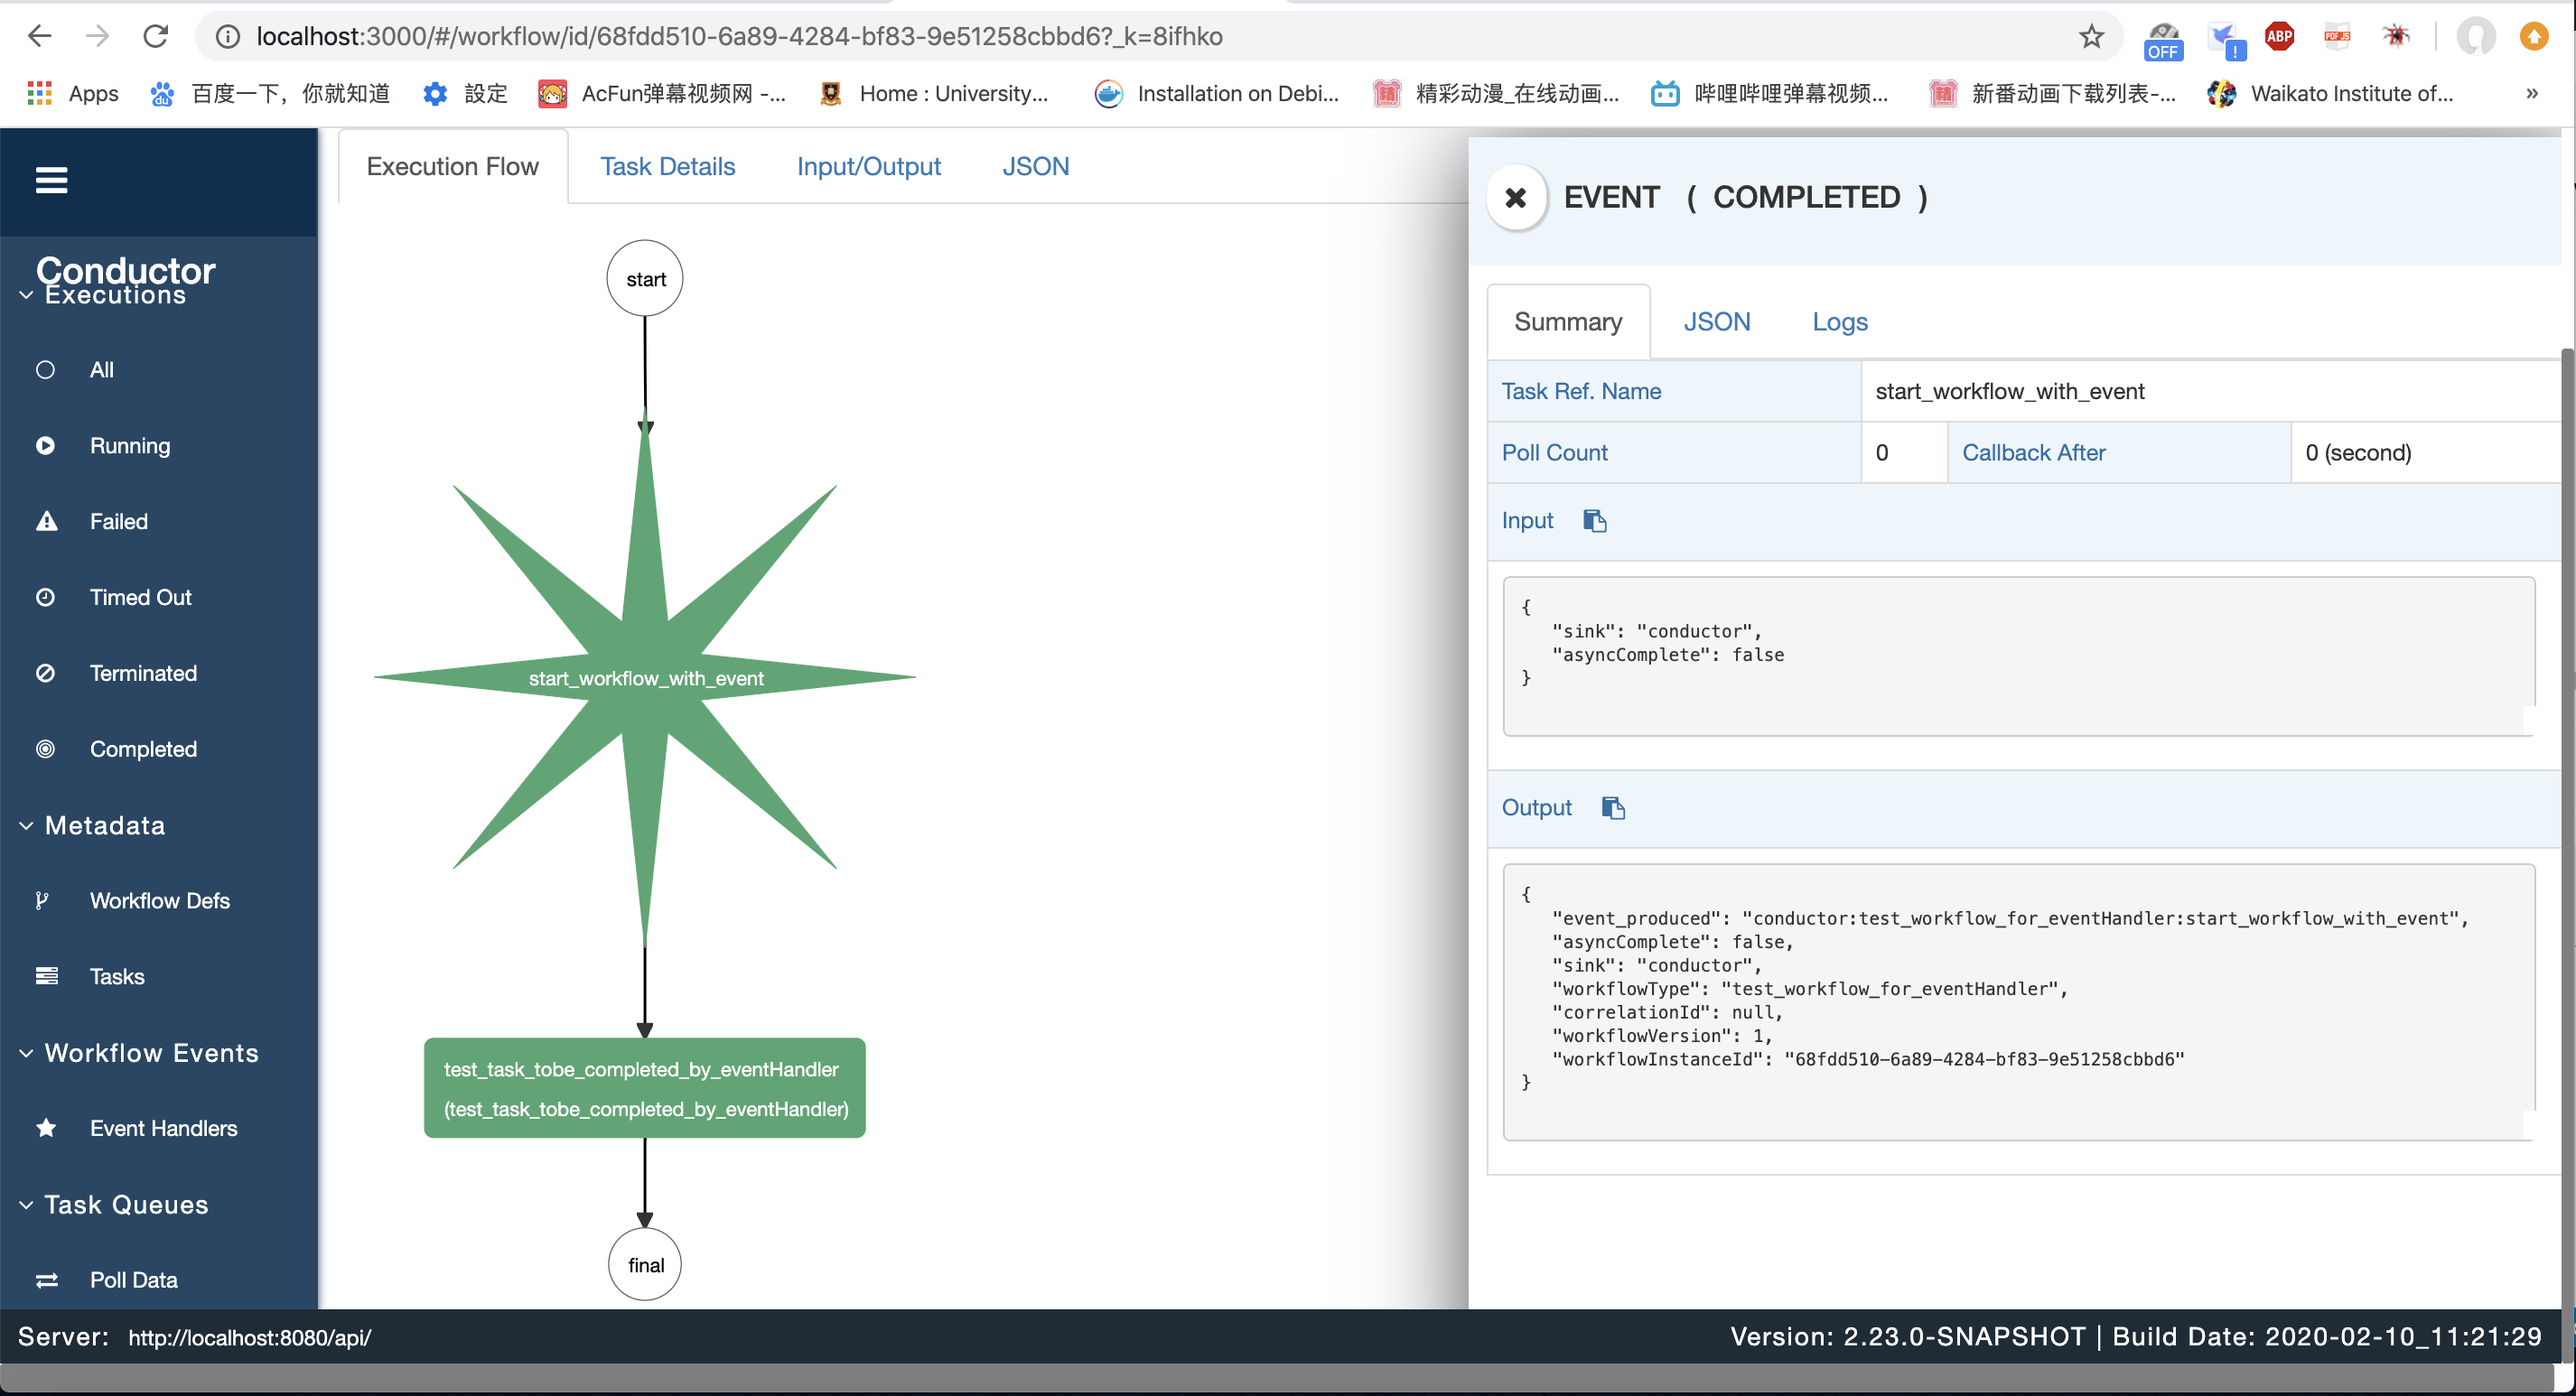 localhost:3000/#/workflow/id/68fdd510-6a89-4284-bf83-9e51258cbbd6?_k=8ifhko
OFF
!
ABP
PDF JS
Apps
百度一下，你就知道
設定
AcFun弹幕视频网 -...
Home : University...
Installation on Debi...
精彩动漫_在线动画...
哔哩哔哩弹幕视频...
新番动画下载列表-...
Waikato Institute of...
»
Conductor
Executions
All
Running
Failed
Timed Out
Terminated
Completed
Metadata
Workflow Defs
Tasks
Workflow Events
Event Handlers
Task Queues
Poll Data
Execution Flow
Task Details
Input/Output
JSON
start
start_workflow_with_event
test_task_tobe_completed_by_eventHandler
(test_task_tobe_completed_by_eventHandler)
final
EVENT ( COMPLETED )
Summary
JSON
Logs
Task Ref. Name start_workflow_with_event
Poll Count 0 Callback After 0 (second)
Input
{
"sink": "conductor",
"asyncComplete": false
}
Output
{
"event_produced": "conductor:test_workflow_for_eventHandler:start_workflow_with_event",
"asyncComplete": false,
"sink": "conductor",
"workflowType": "test_workflow_for_eventHandler",
"correlationId": null,
"workflowVersion": 1,
"workflowInstanceId": "68fdd510-6a89-4284-bf83-9e51258cbbd6"
}
Server: http://localhost:8080/api/
Version: 2.23.0-SNAPSHOT | Build Date: 2020-02-10_11:21:29